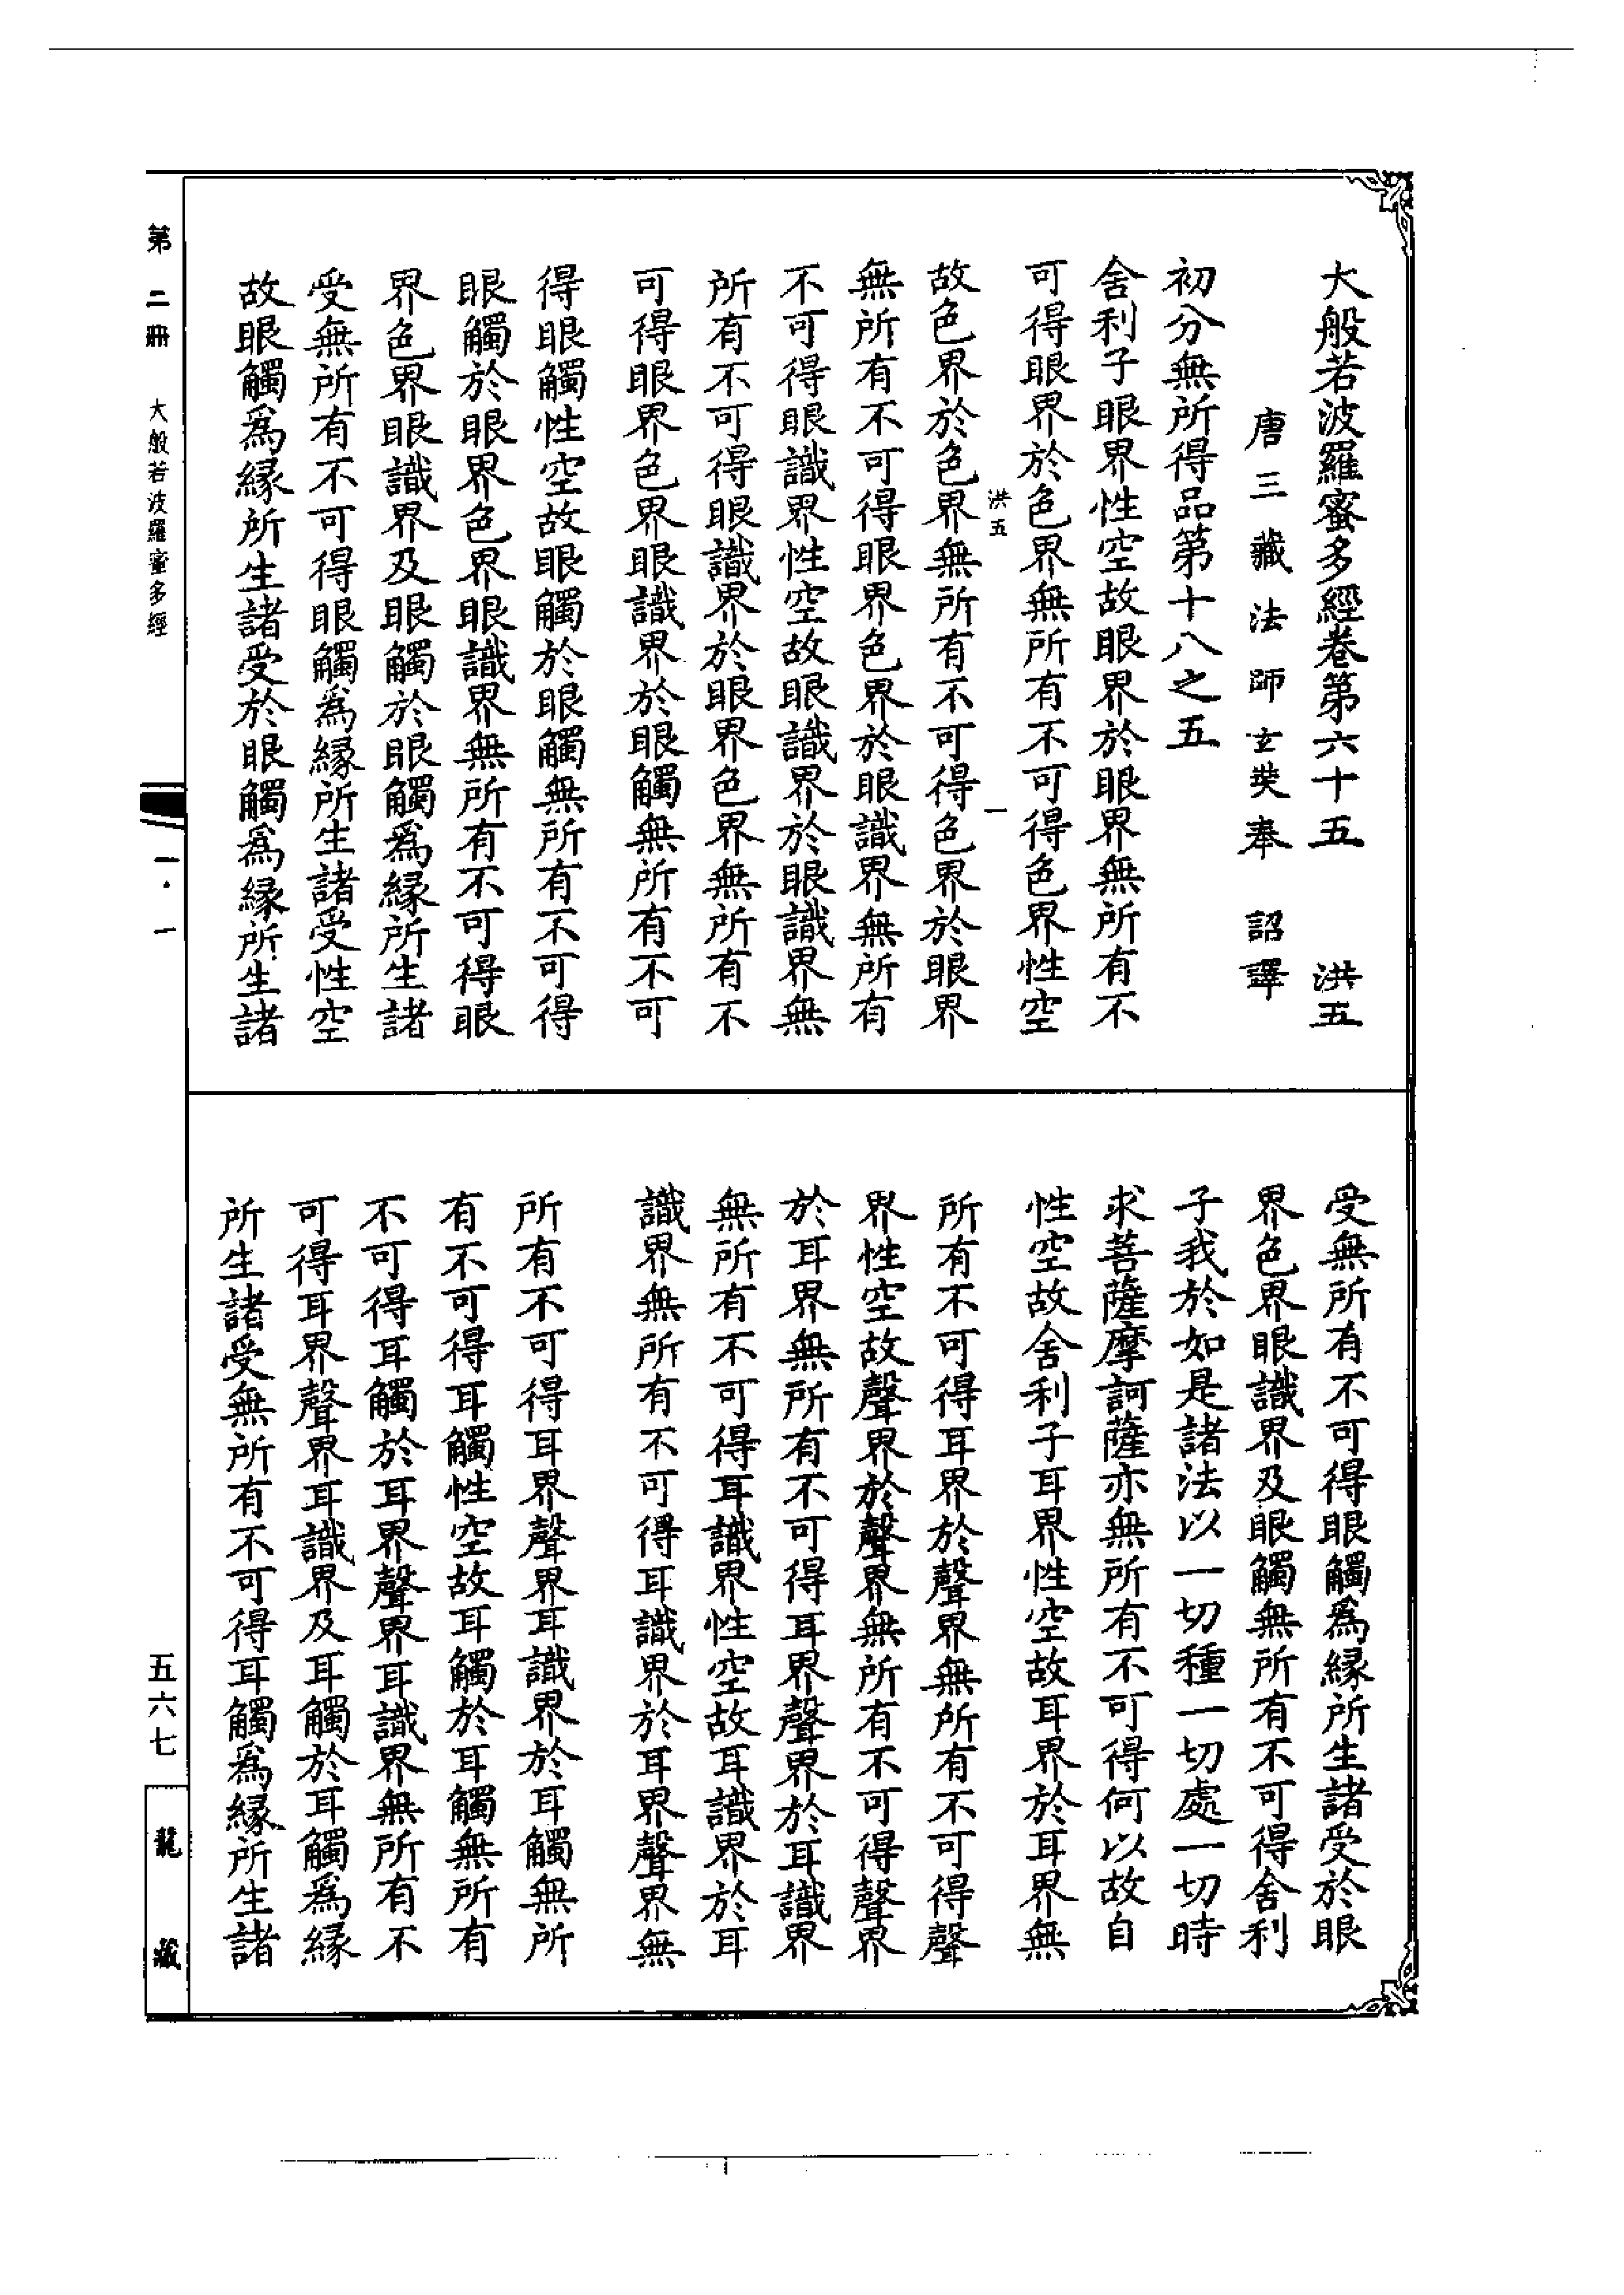 大般若波羅蜜多經卷第六十五　洪五
唐三藏法師玄奘奉　詔譯
初分無所得品第十八之五
舍利子眼界性空故眼界於眼界無所有不
可得眼界於色界無所有不可得色界性空
洪五　一
故色界於色界無所有不可得色界於眼界
無所有不可得眼界色界於眼識界無所有
不可得眼識界性空故眼識界於眼識界無
所有不可得眼識界於眼界色界無所有不
可得眼界色界眼識界於眼觸無所有不可
得眼觸性空故眼觸於眼觸無所有不可得
眼觸於眼界色界眼識界無所有不可得眼
界色界眼識界及眼觸於眼觸爲縁所生諸
受無所有不可得眼觸爲縁所生諸受性空
故眼觸爲縁所生諸受於眼觸爲縁所生諸
受無所有不可得眼觸爲縁所生諸受於眼
界色界眼識界及眼觸無所有不可得舍利
子我於如是諸法以一切種一切處一切時
求菩薩摩訶薩亦無所有不可得何以故自
性空故舍利子耳界性空故耳界於耳界無
所有不可得耳界於聲界無所有不可得聲
界性空故聲界於聲界無所有不可得聲界
於耳界無所有不可得耳界聲界於耳識界
無所有不可得耳識界性空故耳識界於耳
識界無所有不可得耳識界於耳界聲界無
所有不可得耳界聲界耳識界於耳觸無所
有不可得耳觸性空故耳觸於耳觸無所有
不可得耳觸於耳界聲界耳識界無所有不
可得耳界聲界耳識界及耳觸於耳觸爲縁
所生諸受無所有不可得耳觸爲縁所生諸
第二冊　大般若波羅蜜多經
一・一
五六七
龍藏